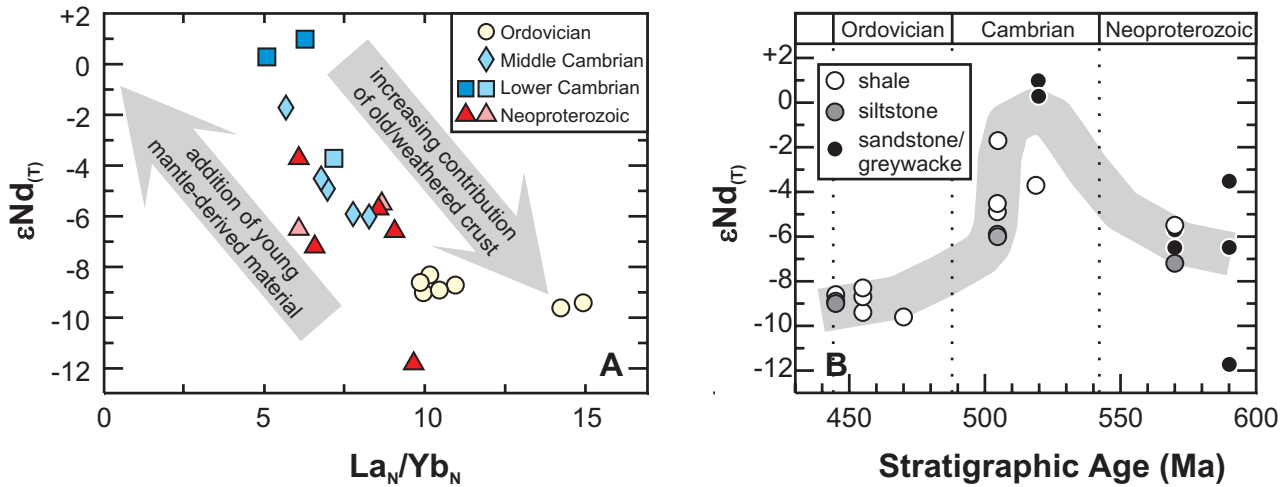 +2
0
-2
-4
-6
-8
-10
-12
εNd(T)
0
5
10
15
LaN/YbN
Ordovician
Middle Cambrian
Lower Cambrian
Neoproterozoic
increasing contribution
of old/weathered crust
addition of young
mantle-derived material
A
Ordovician
Cambrian
Neoproterozoic
+2
0
-2
-4
-6
-8
-10
-12
εNd(T)
shale
siltstone
sandstone/
greywacke
B
450
500
550
600
Stratigraphic Age (Ma)